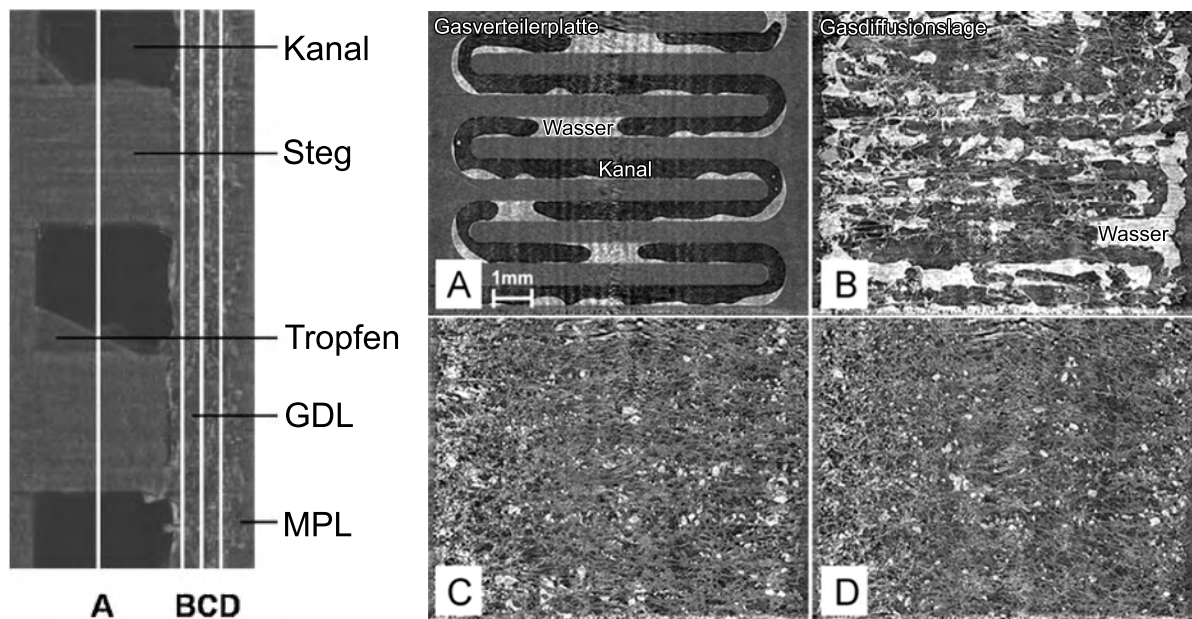 Kanal
Steg
Tropfen
GDL
MPL
A
BCD
Gasverteilerplatte
Wasser
Kanal
1mm
A
Gasdiffusionslage
Wasser
B
C
D